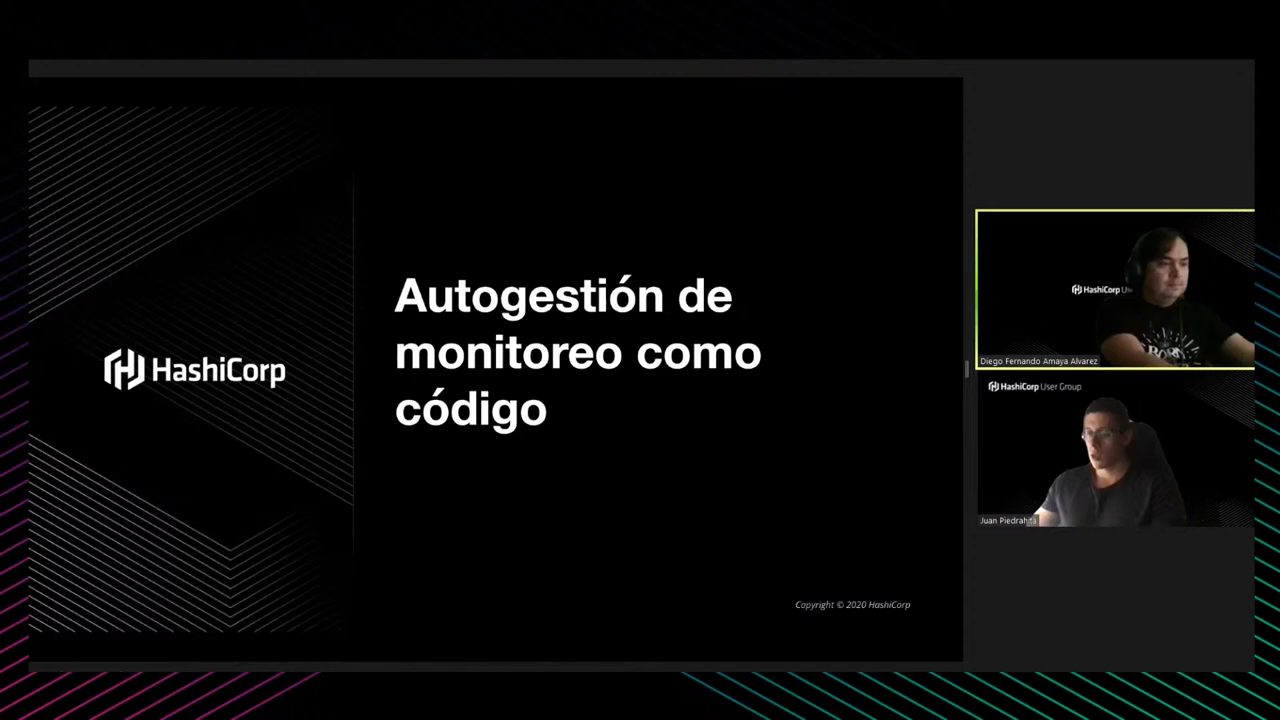 HashiCorp
Autogestión de
monitoreo como
código
Copyright © 2020 HashiCorp
HashiCorp
Diego Fernando Amaya Alvarez
HashiCorp User Group
Juan Piedrahita